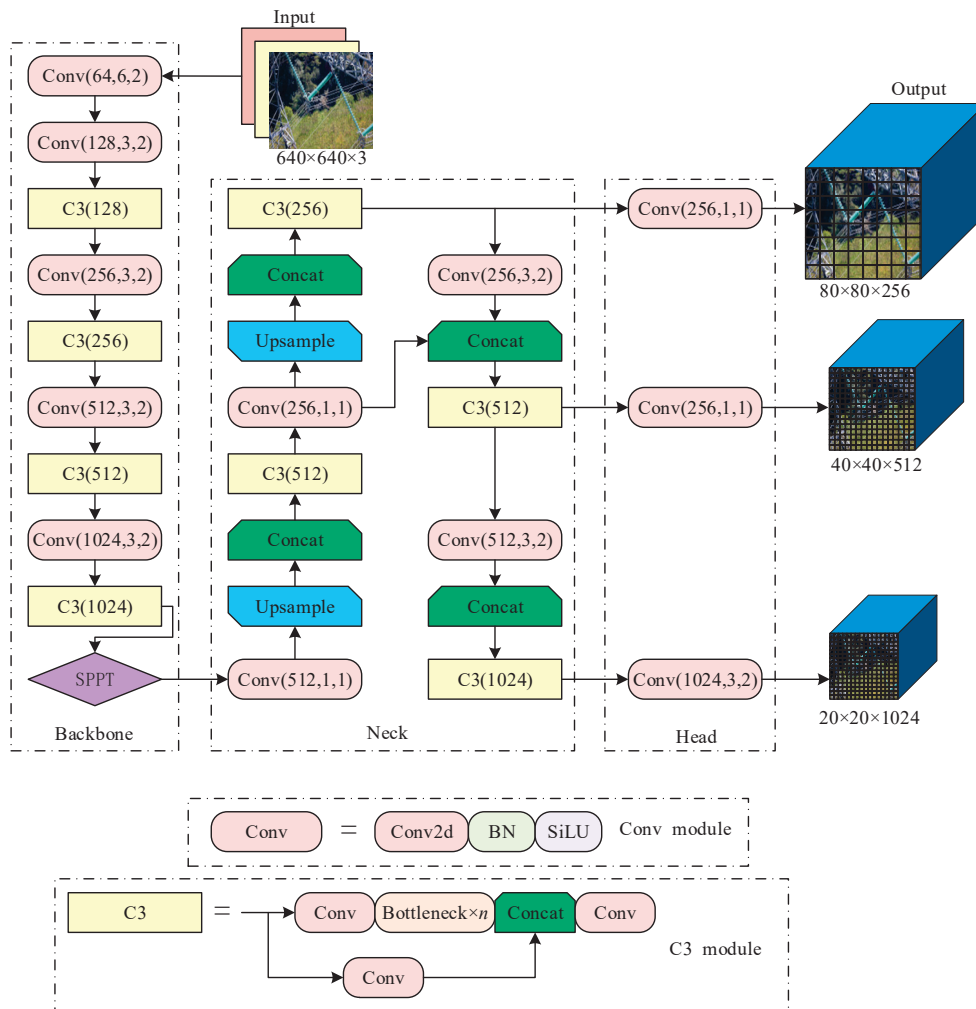 Input
Conv(64,6,2)
Conv(128,3,2)
C3(128)
Conv(256,3,2)
C3(256)
Conv(512,3,2)
C3(512)
Conv(1024,3,2)
C3(1024)
SPPT
Backbone
640×640×3
C3(256)
Concat
Upsample
Conv(256,1,1)
C3(512)
Concat
Upsample
Conv(512,1,1)
Conv(256,3,2)
Concat
C3(512)
Conv(512,3,2)
Concat
C3(1024)
Neck
Conv(256,1,1)
Conv(256,1,1)
Conv(1024,3,2)
Head
Output
80×80×256
40×40×512
20×20×1024
Conv = Conv2d BN SiLU Conv module
C3 = Conv Bottleneck×n Concat Conv
Conv
C3 module